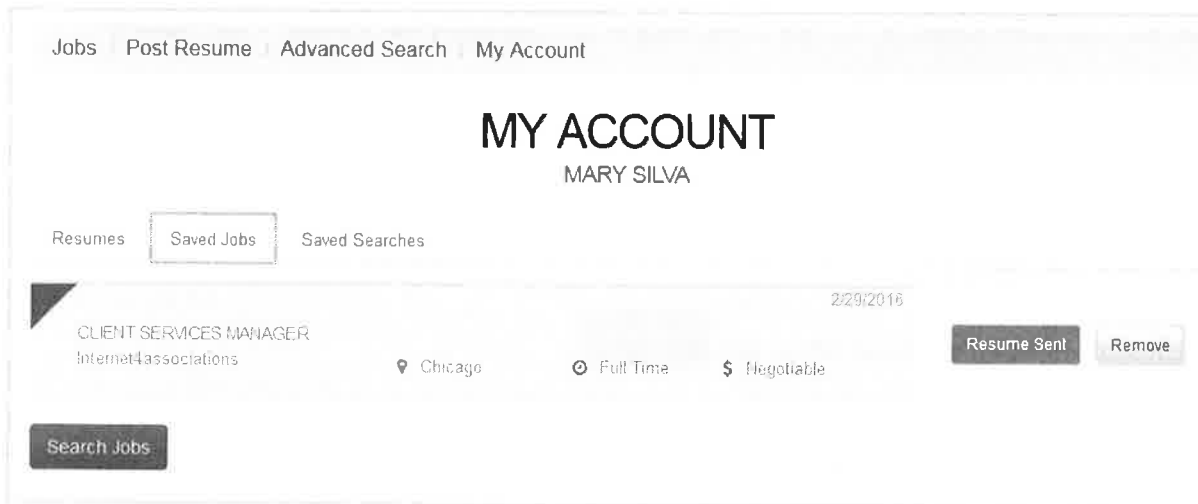 Jobs Post Resume Advanced Search My Account
MY ACCOUNT
MARY SILVA
Resumes Saved Jobs Saved Searches
2/29/2016
CLIENT SERVICES MANAGER
Internet4associations
Chicago Full Time $ Negotiable
Resume Sent Remove
Search Jobs